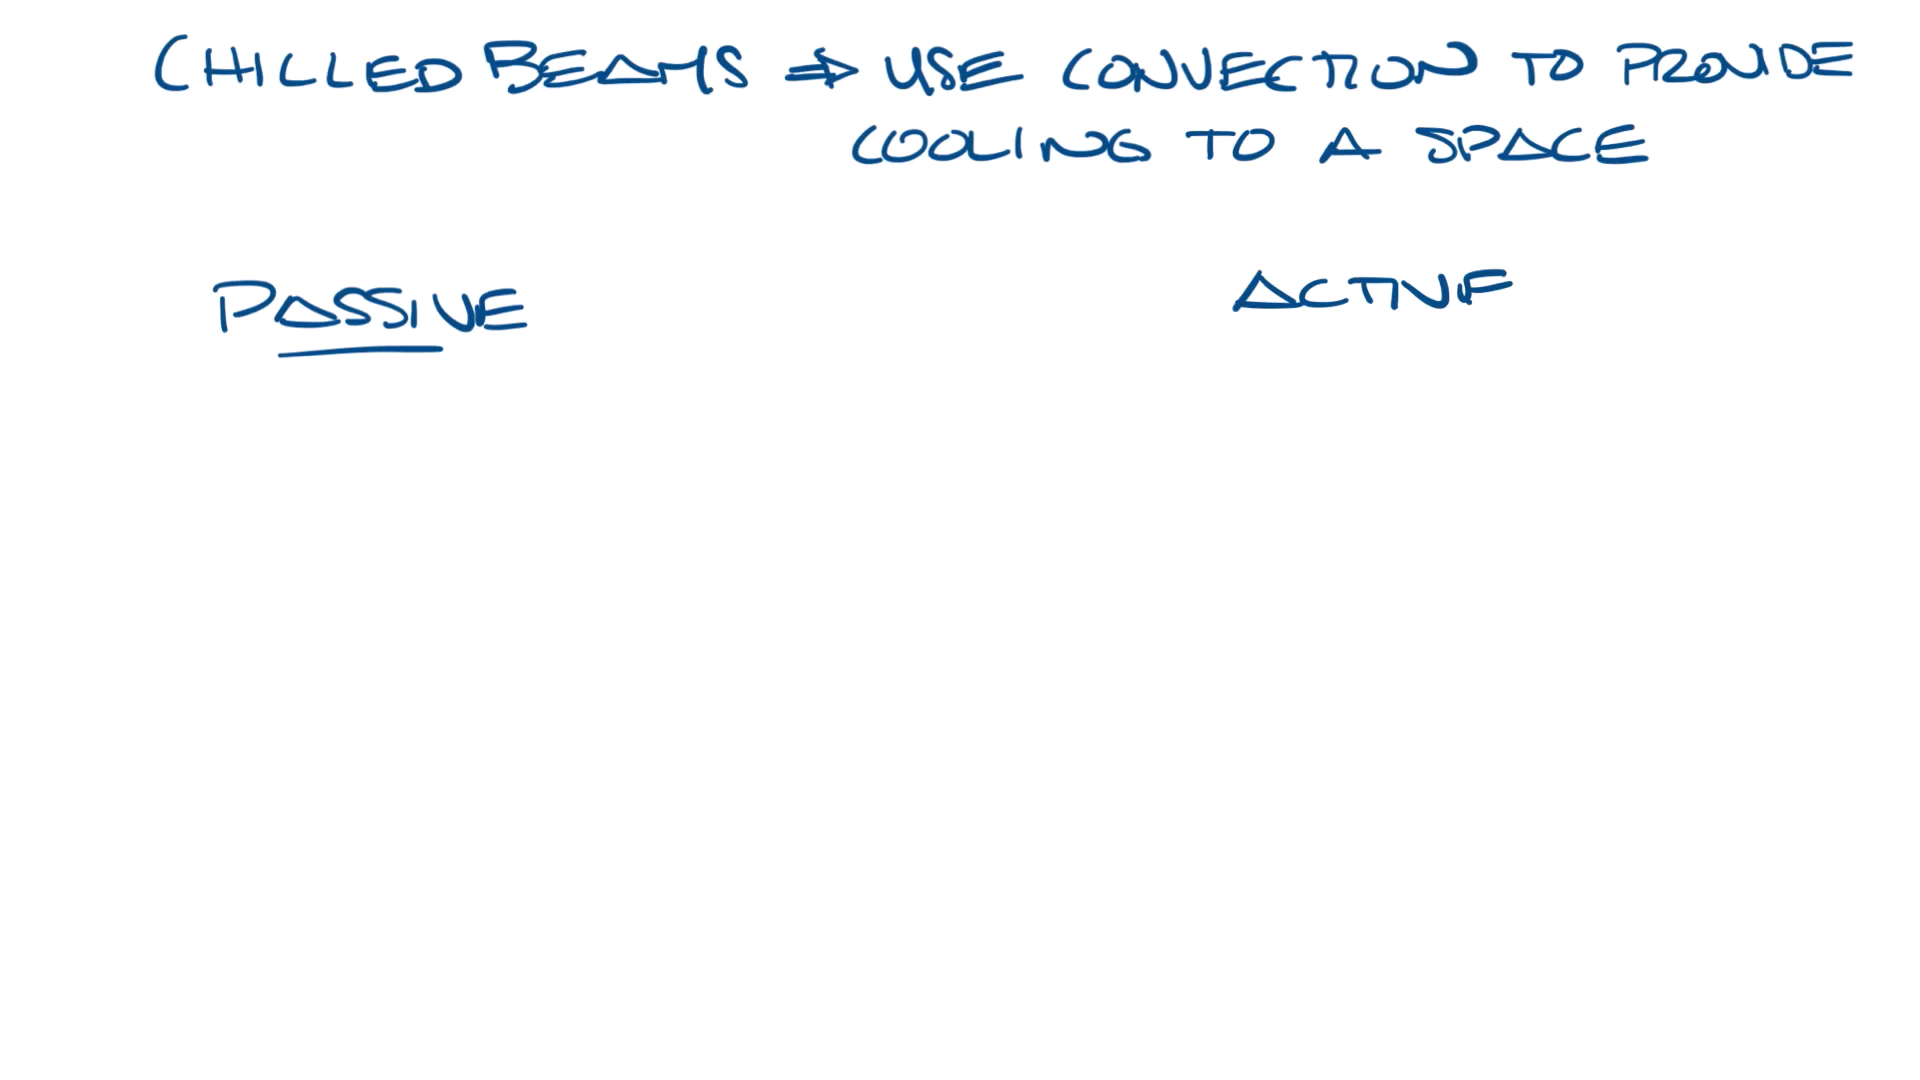 CHILLED BEAMS ⇒ USE CONVECTION TO PROVIDE
COOLING TO A SPACE
PASSIVE
ACTIVE